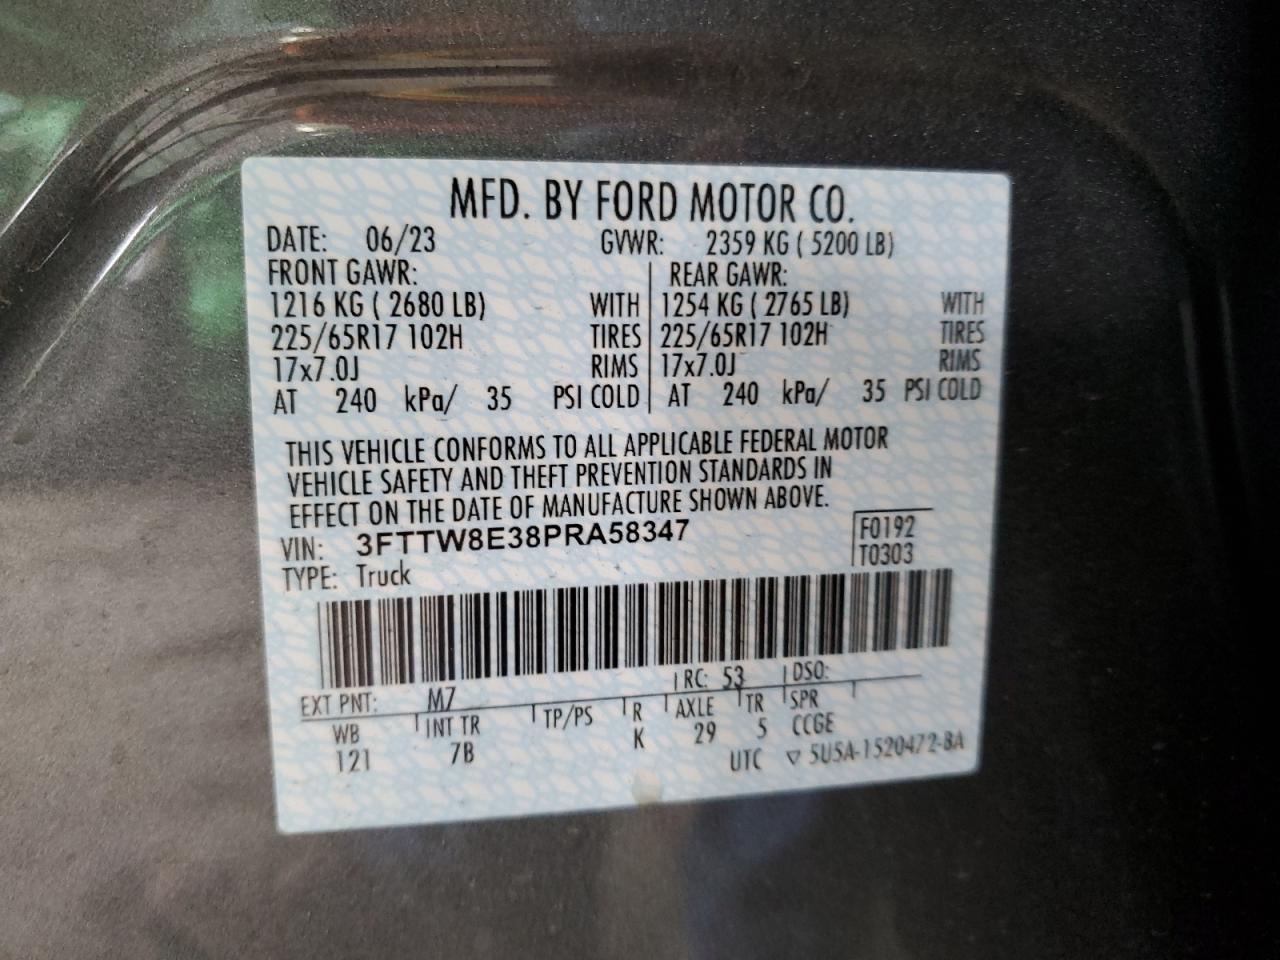 MFD. BY FORD MOTOR CO.
DATE: 06/23 GVWR: 2359 KG ( 5200 LB)
FRONT GAWR: REAR GAWR:
1216 KG ( 2680 LB) WITH 1254 KG ( 2765 LB) WITH
225/65R17 102H TIRES 225/65R17 102H TIRES
17x7.0J RIMS 17x7.0J RIMS
AT 240 kPa/ 35 PSI COLD AT 240 kPa/ 35 PSI COLD
THIS VEHICLE CONFORMS TO ALL APPLICABLE FEDERAL MOTOR
VEHICLE SAFETY AND THEFT PREVENTION STANDARDS IN
EFFECT ON THE DATE OF MANUFACTURE SHOWN ABOVE.
VIN: 3FTTW8E38PRA58347 F0192
TYPE: Truck T0303
EXT PNT: M7 RC: 53 DSO:
WB INT TR TP/PS R AXLE TR SPR
121 7B K 29 5 CCGE
UTC ▽ 5U5A-1520472-BA